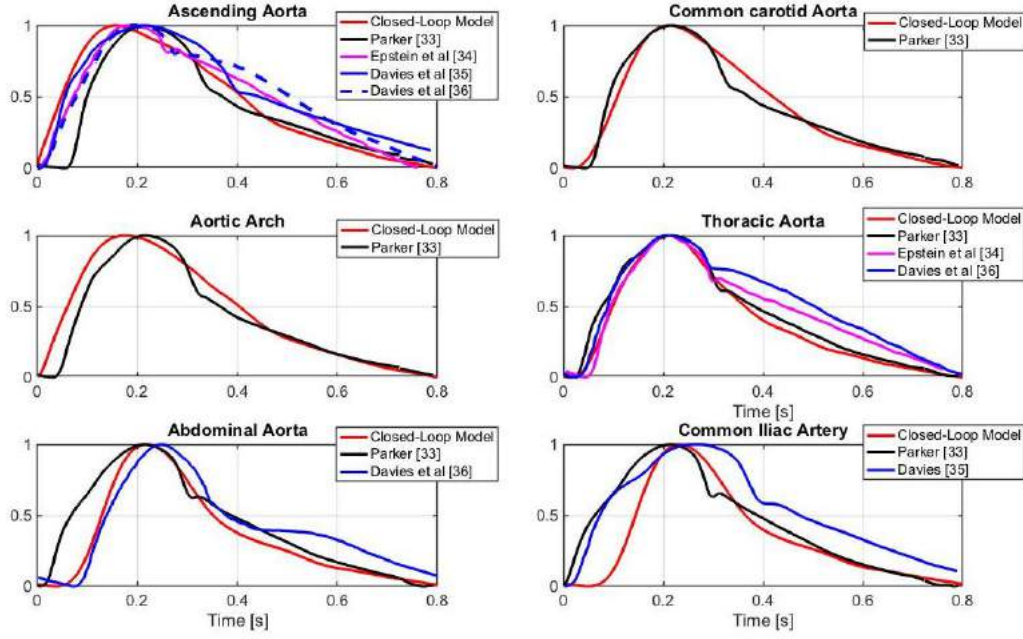 Ascending Aorta
1
0.5
0
0
0.2
0.4
0.6
0.8
Closed-Loop Model
Parker [33]
Epstein et al [34]
Davies et al [35]
Davies et al [36]
Common carotid Aorta
1
0.5
0
0
0.2
0.4
0.6
0.8
Closed-Loop Model
Parker [33]
Aortic Arch
1
0.5
0
0
0.2
0.4
0.6
0.8
Closed-Loop Model
Parker [33]
Thoracic Aorta
1
0.5
0
0
0.2
0.4
0.6
0.8
Time [s]
Closed-Loop Model
Parker [33]
Epstein et al [34]
Davies et al [36]
Abdominal Aorta
1
0.5
0
0
0.2
0.4
0.6
0.8
Time [s]
Closed-Loop Model
Parker [33]
Davies et al [36]
Common Iliac Artery
1
0.5
0
0
0.2
0.4
0.6
0.8
Time [s]
Closed-Loop Model
Parker [33]
Davies [35]